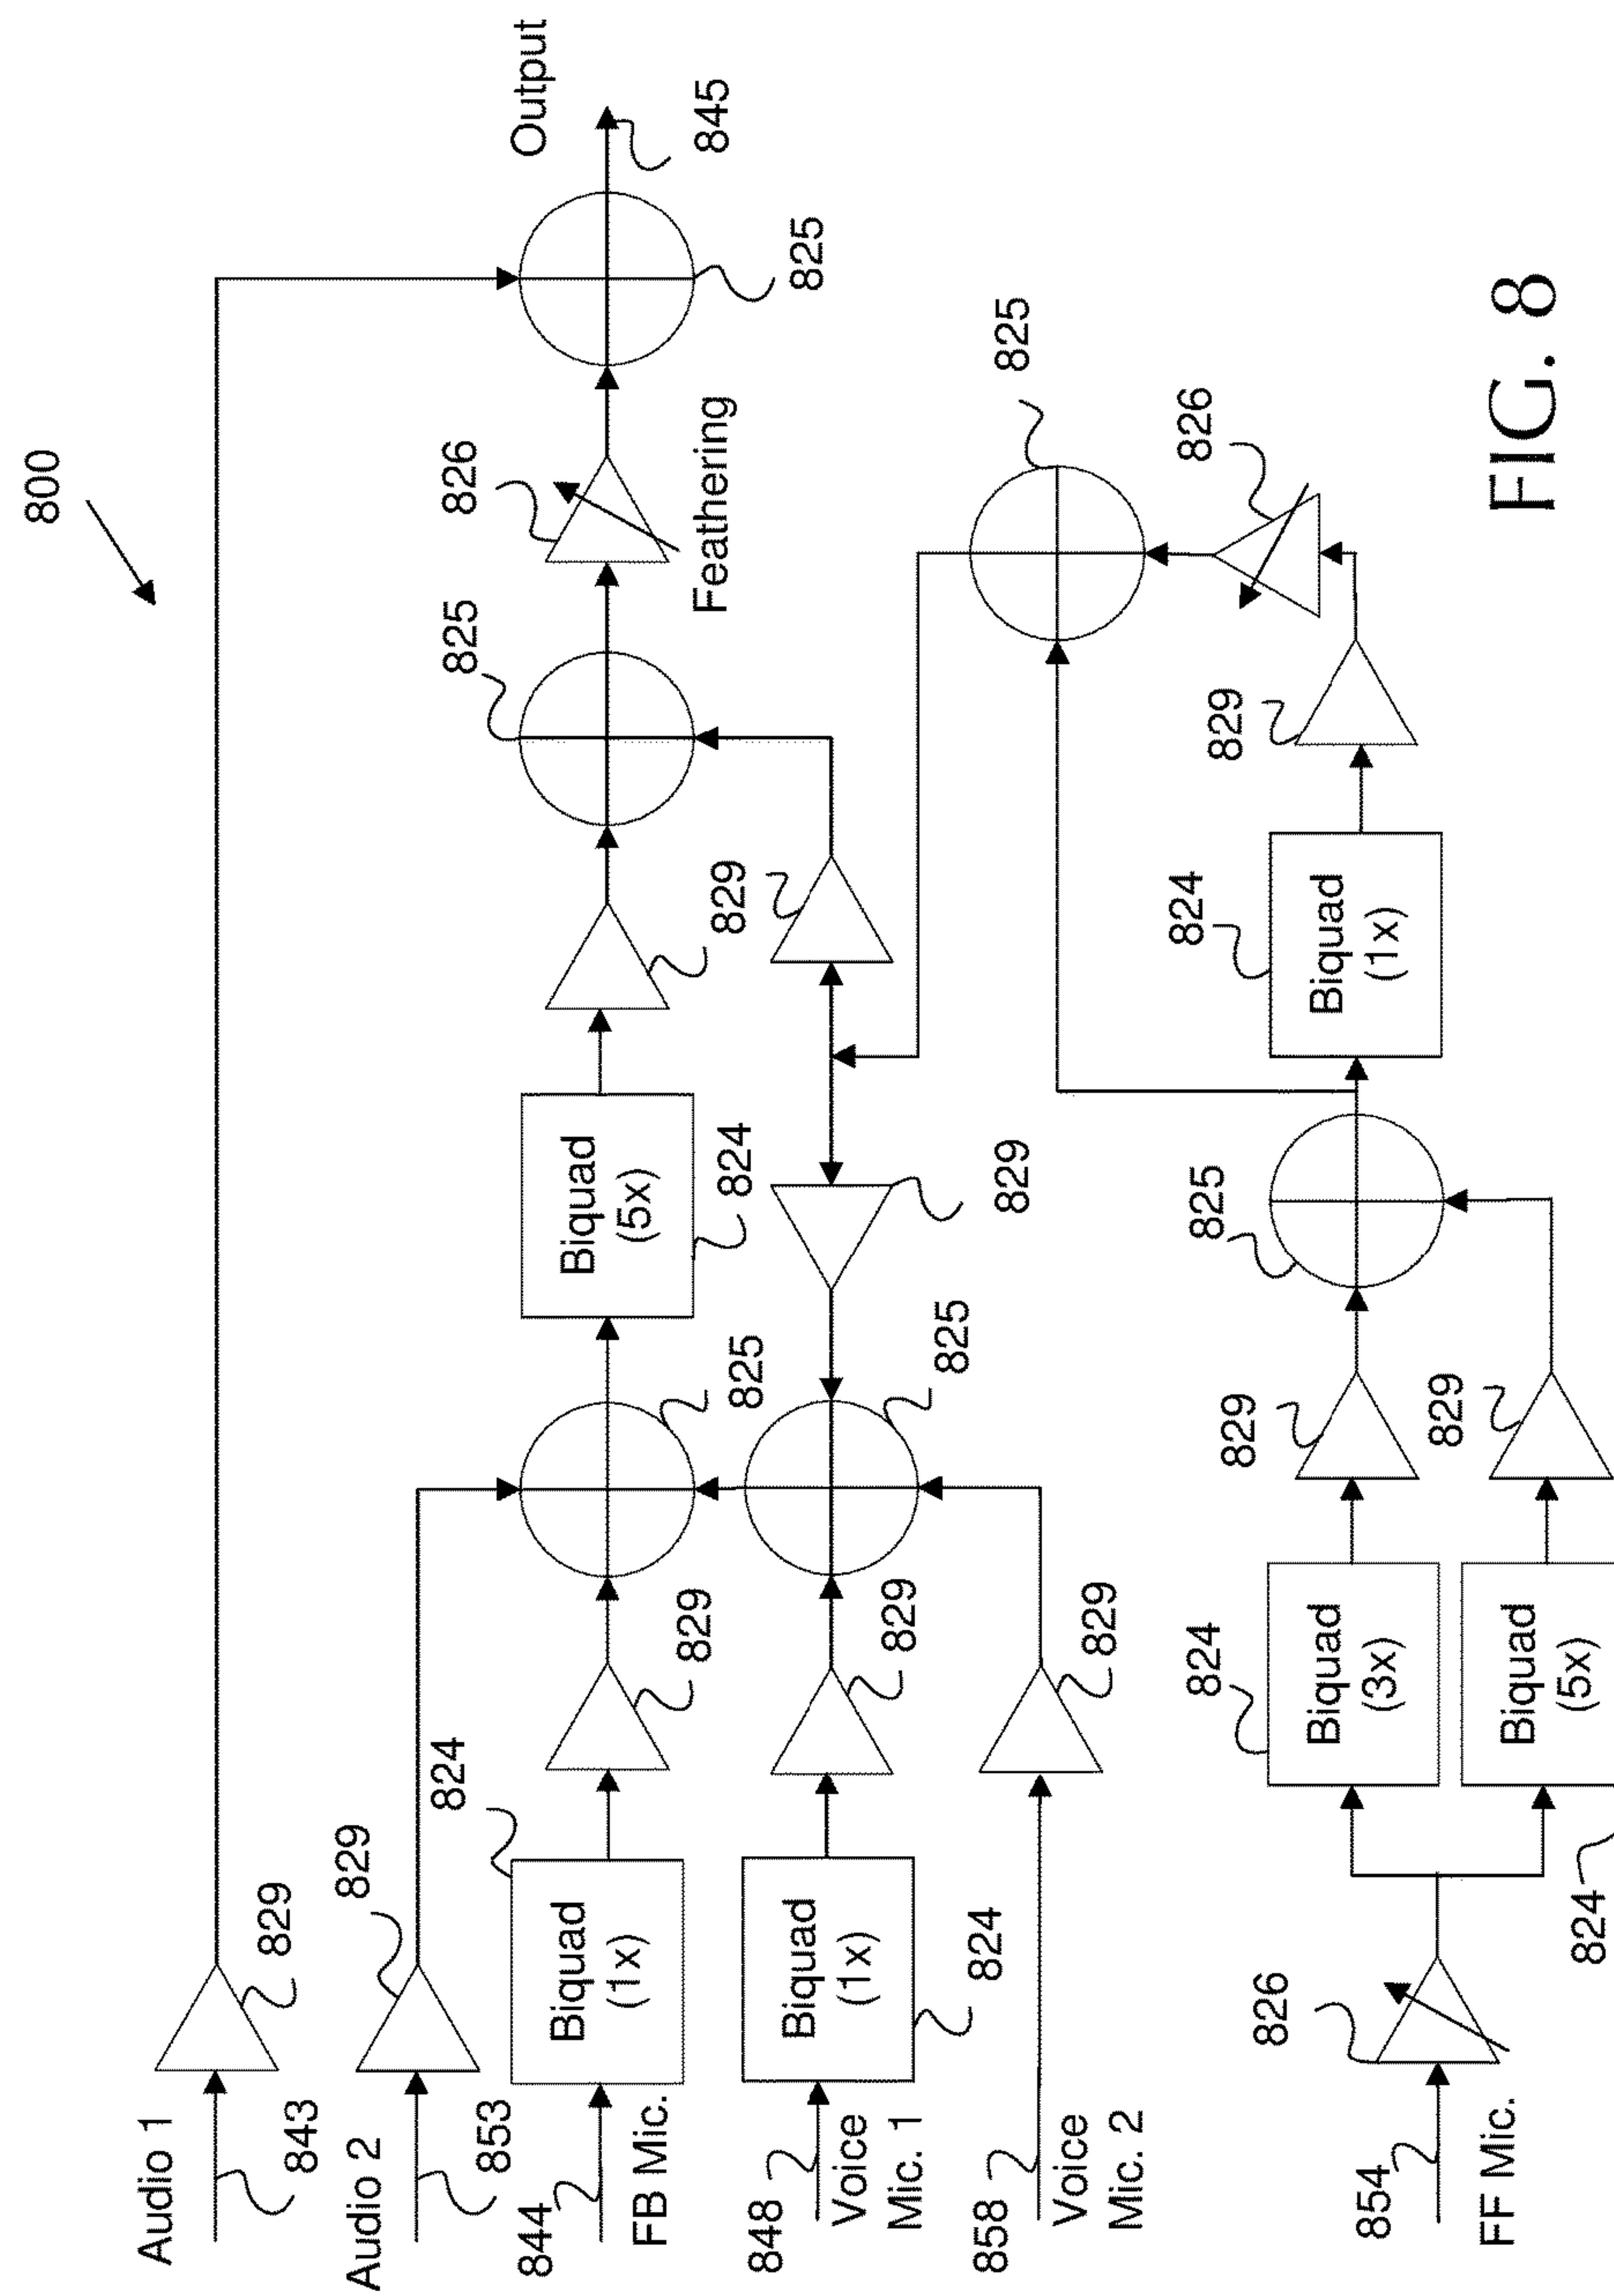 800
Audio 1
843
829
Audio 2
853
829
844
FB Mic.
Biquad
(1x)
824
829
825
Biquad
(5x)
824
829
825
826
Feathering
825
Output
845
848
Voice
Mic. 1
Biquad
(1x)
824
829
825
829
829
858
Voice
Mic. 2
829
825
854
FF Mic.
826
Biquad
(3x)
824
829
825
Biquad
(1x)
824
829
826
Biquad
(5x)
824
829
FIG. 8